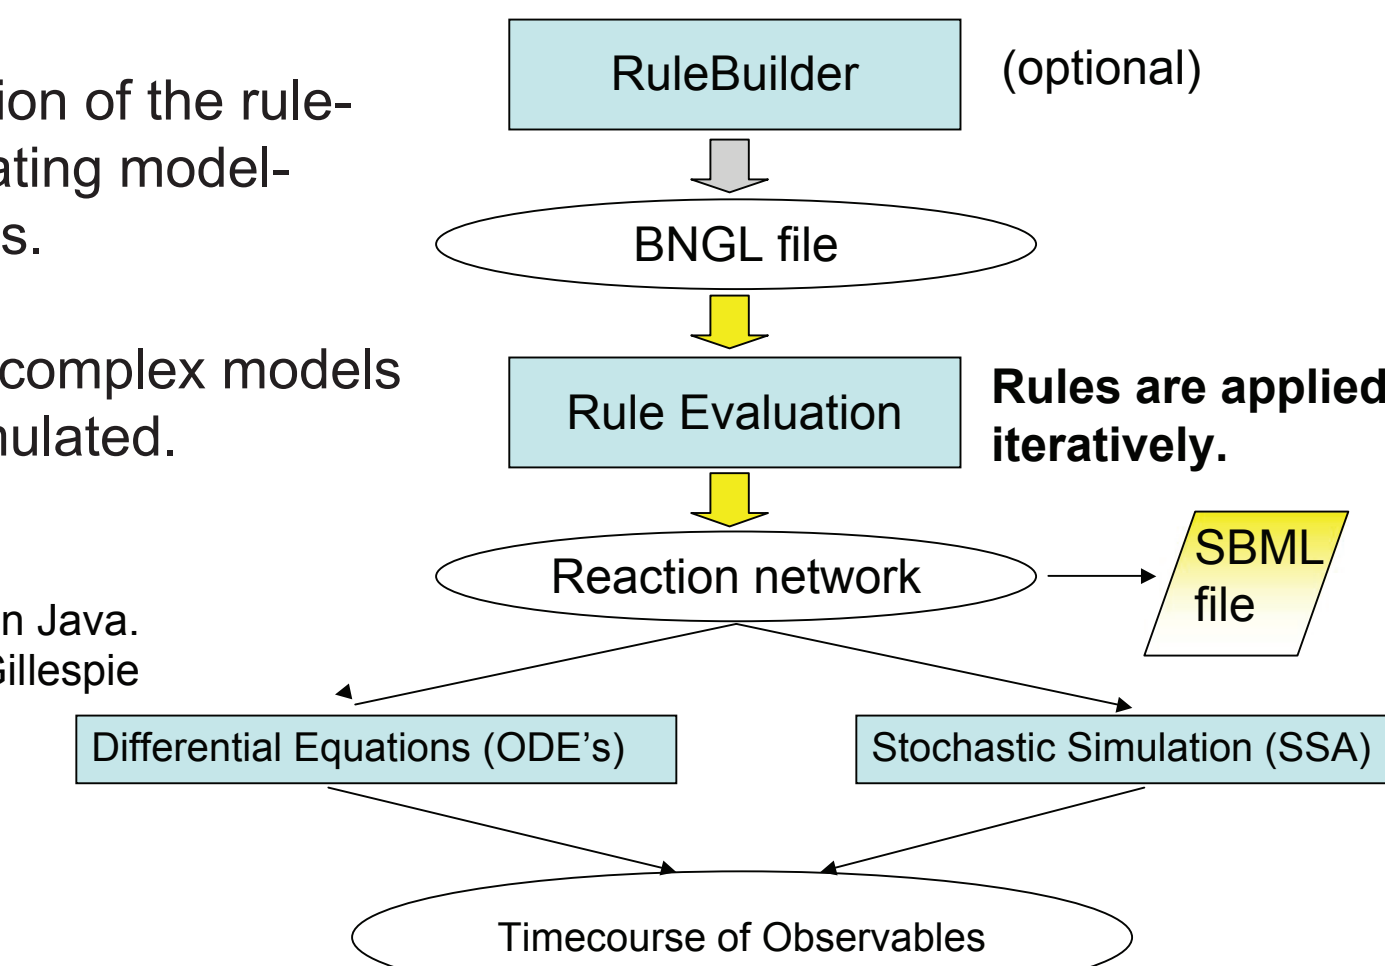 tion of the rule-
ating model-
s.
complex models
nulated.
n Java.
Gillespie
RuleBuilder
(optional)
BNGL file
Rule Evaluation
Rules are applied
iteratively.
Reaction network
SBML
file
Differential Equations (ODE's)
Stochastic Simulation (SSA)
Timecourse of Observables